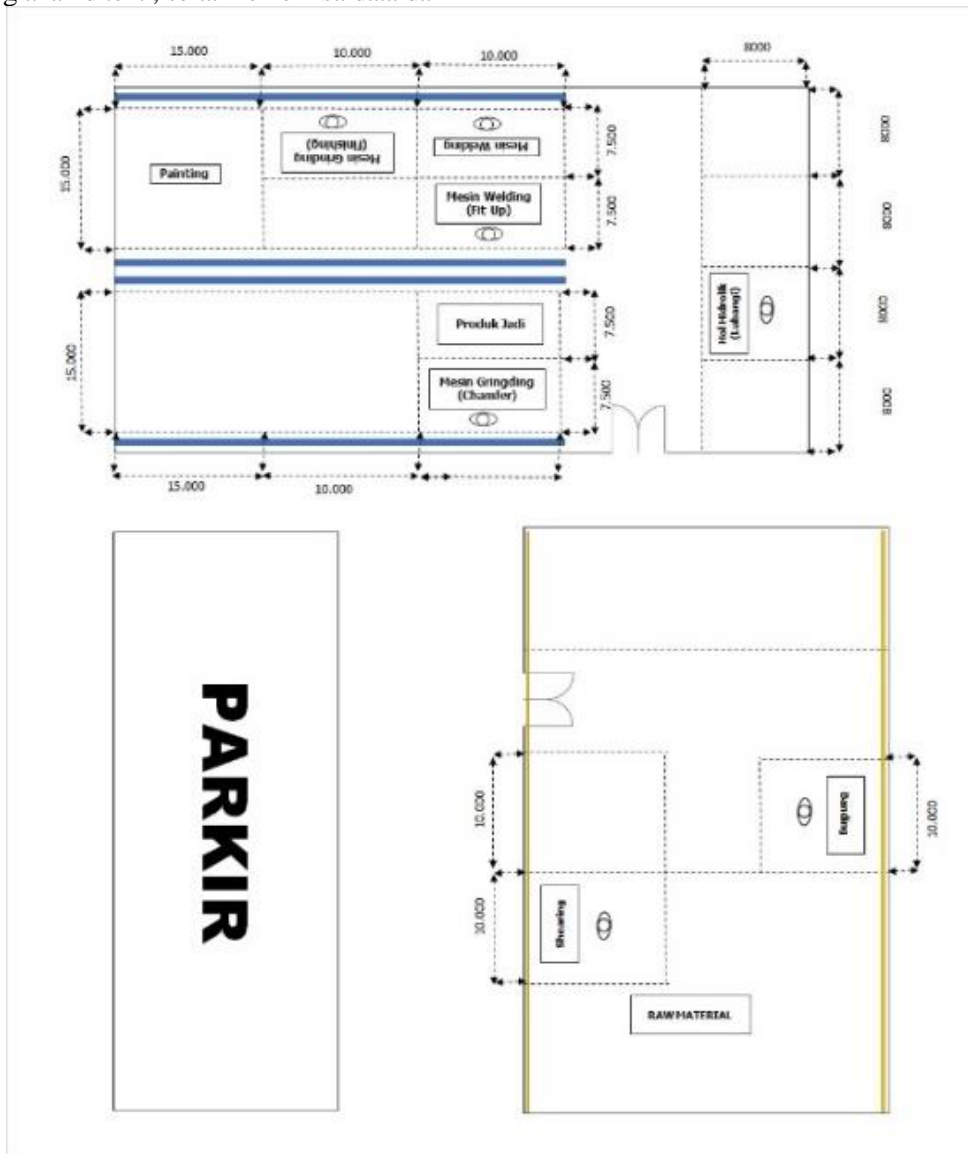 15.000
10.000
10.000
8000
15.000
Painting
Mesin Grinding
(Finishing)
Mesin Welding
Mesin Welding
(Fit Up)
7.500
7.500
8000
8000
8000
8000
Hol Hidrolik
(Lubangi)
15.000
Produk Jadi
Mesin Gringding
(Chamfer)
7.500
7.500
15.000
10.000
PARKIR
10.000
10.000
Shearing
Banding
10.000
RAW MATERIAL